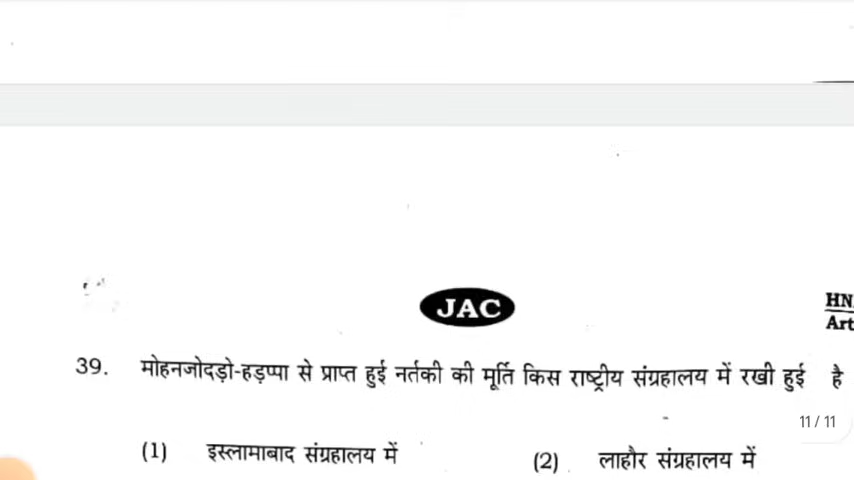 JAC
HN
Art
39. मोहनजोदड़ो-हड़प्पा से प्राप्त हुई नर्तकी की मूर्ति किस राष्ट्रीय संग्रहालय में रखी हुई है
11 / 11
(1) इस्लामाबाद संग्रहालय में (2) लाहौर संग्रहालय में